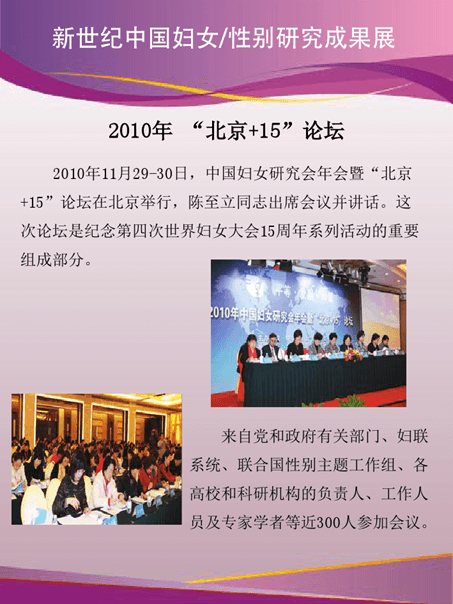 新世纪中国妇女/性别研究成果展
2010年 “北京+15”论坛
2010年11月29-30日，中国妇女研究会年会暨“北京
+15”论坛在北京举行，陈至立同志出席会议并讲话。这
次论坛是纪念第四次世界妇女大会15周年系列活动的重要
组成部分。
2010年中国妇女研究会年会暨“北京+15”论坛
来自党和政府有关部门、妇联
系统、联合国性别主题工作组、各
高校和科研机构的负责人、工作人
员及专家学者等近300人参加会议。